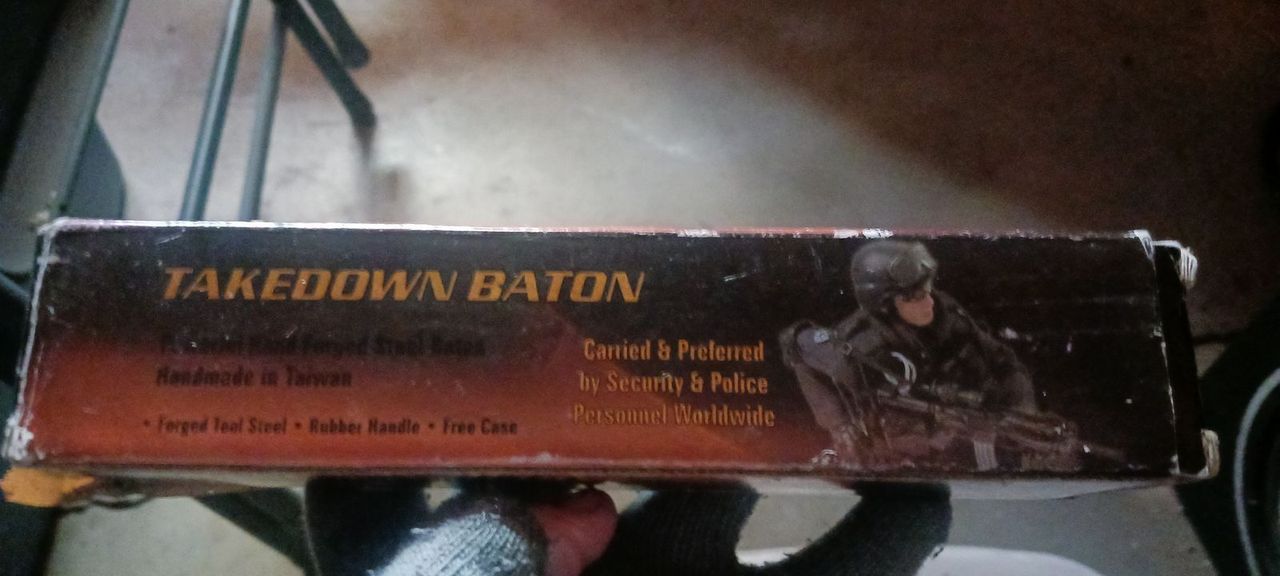 TAKEDOWN BATON
Hand Forged Steel Baton
Handmade in Taiwan
• Forged Tool Steel • Rubber Handle • Free Case
Carried & Preferred
by Security & Police
Personnel Worldwide